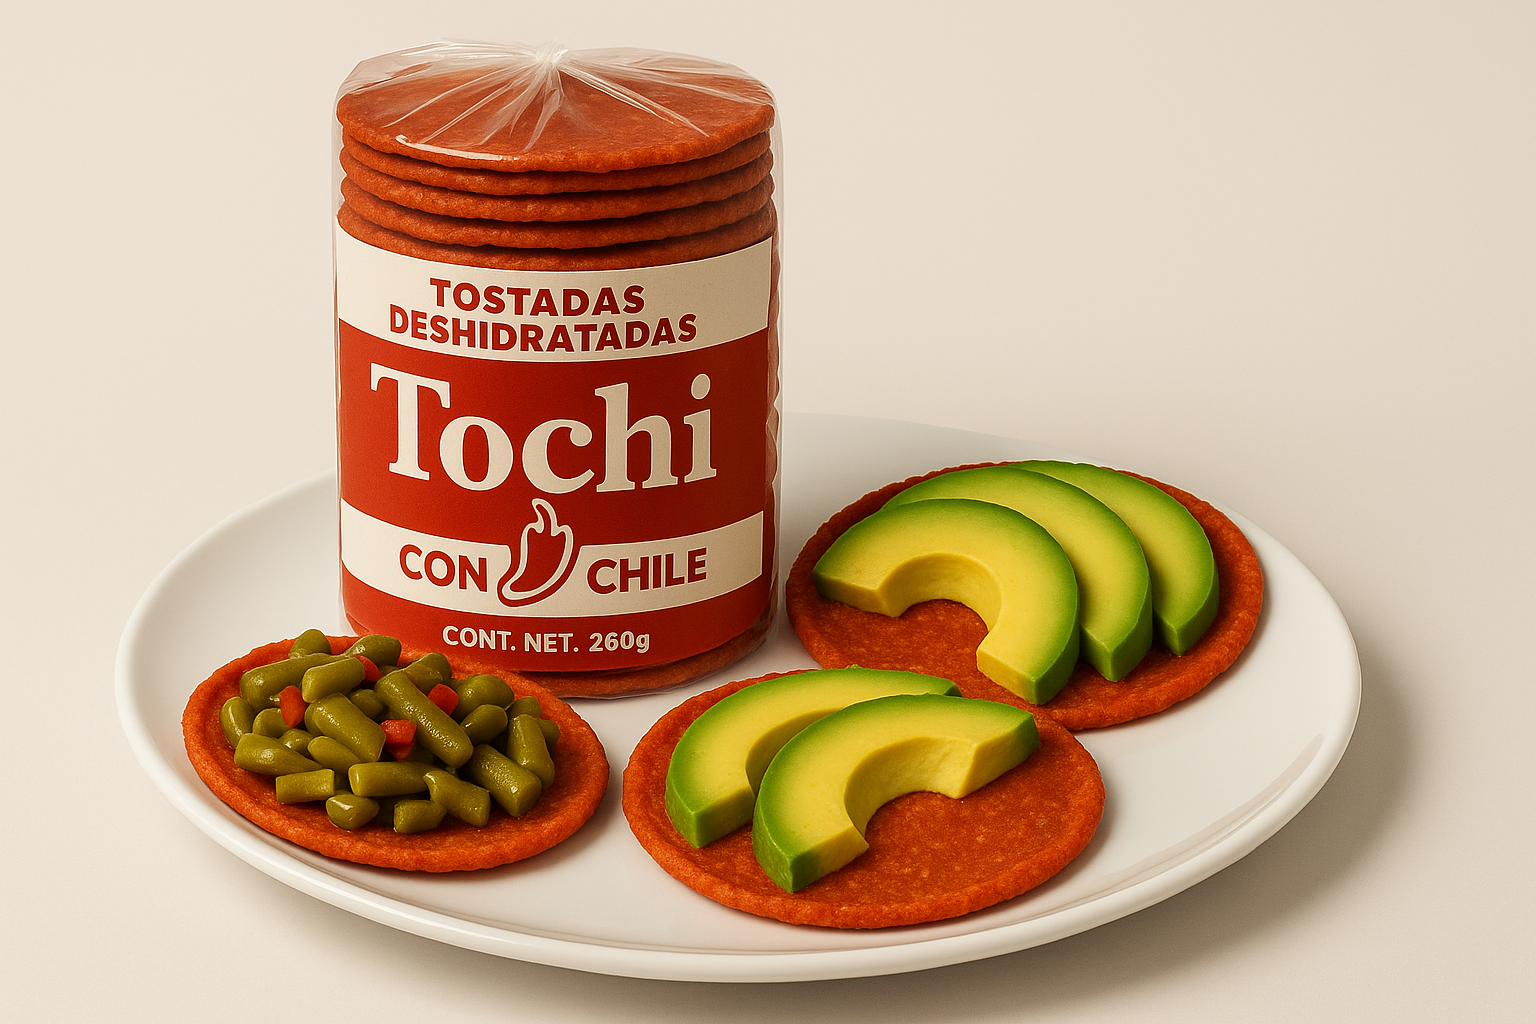 TOSTADAS
DESHIDRATADAS
Tochi
CON CHILE
CONT. NET. 260g